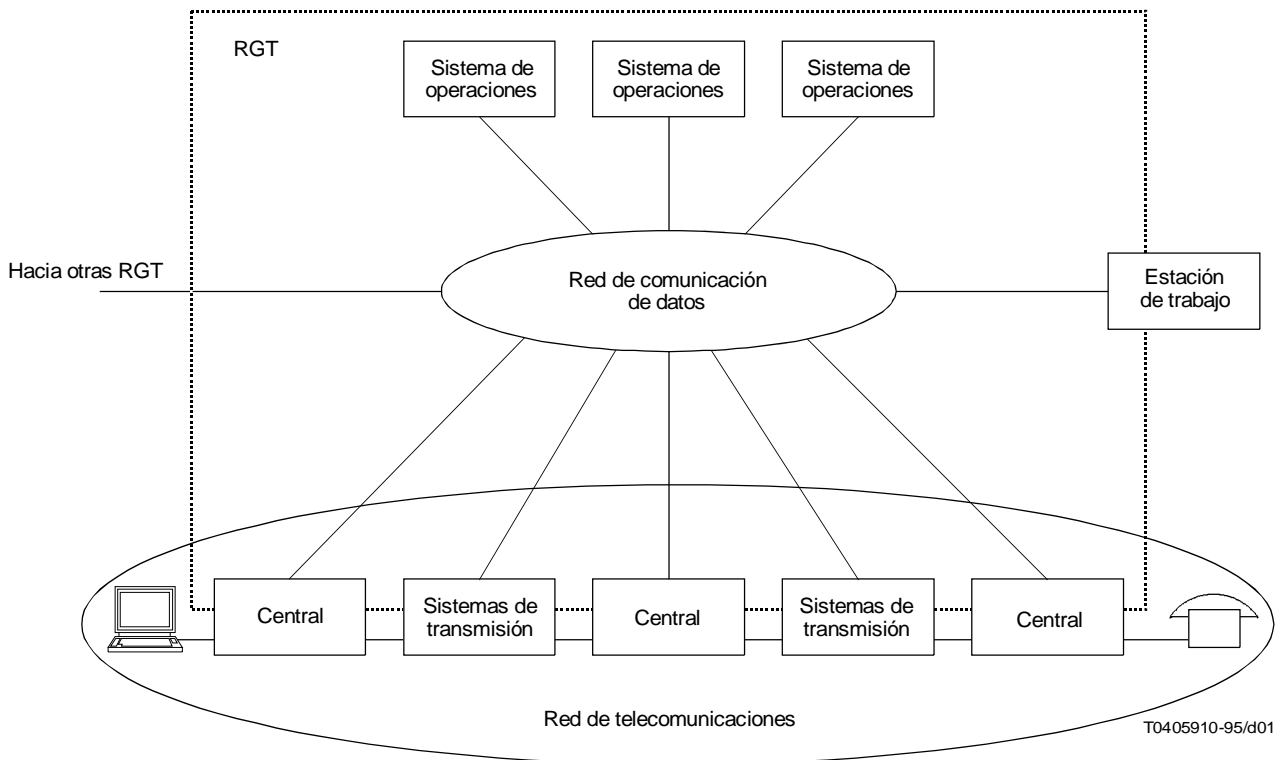 RGT
Sistema de
operaciones
Sistema de
operaciones
Sistema de
operaciones
Hacia otras RGT
Red de comunicación
de datos
Estación
de trabajo
Central
Sistemas de
transmisión
Central
Sistemas de
transmisión
Central
Red de telecomunicaciones
T0405910-95/d01